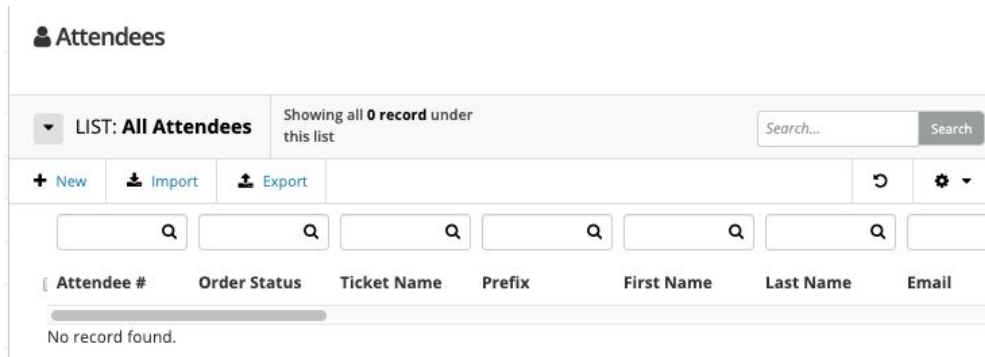 Attendees
LIST: All Attendees
Showing all 0 record under
this list
Search...
Search
New
Import
Export
Attendee #
Order Status
Ticket Name
Prefix
First Name
Last Name
Email
No record found.